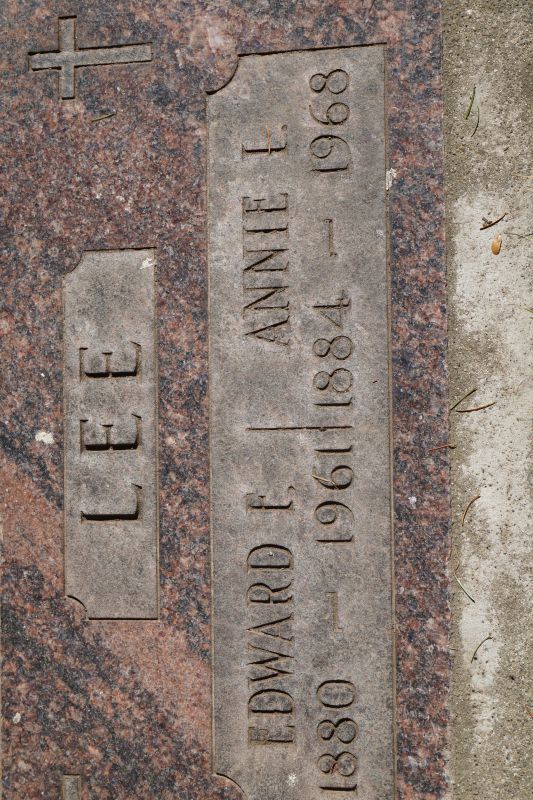 LEE
EDWARD F. ANNIE L
1880 - 1961 1884 - 1968